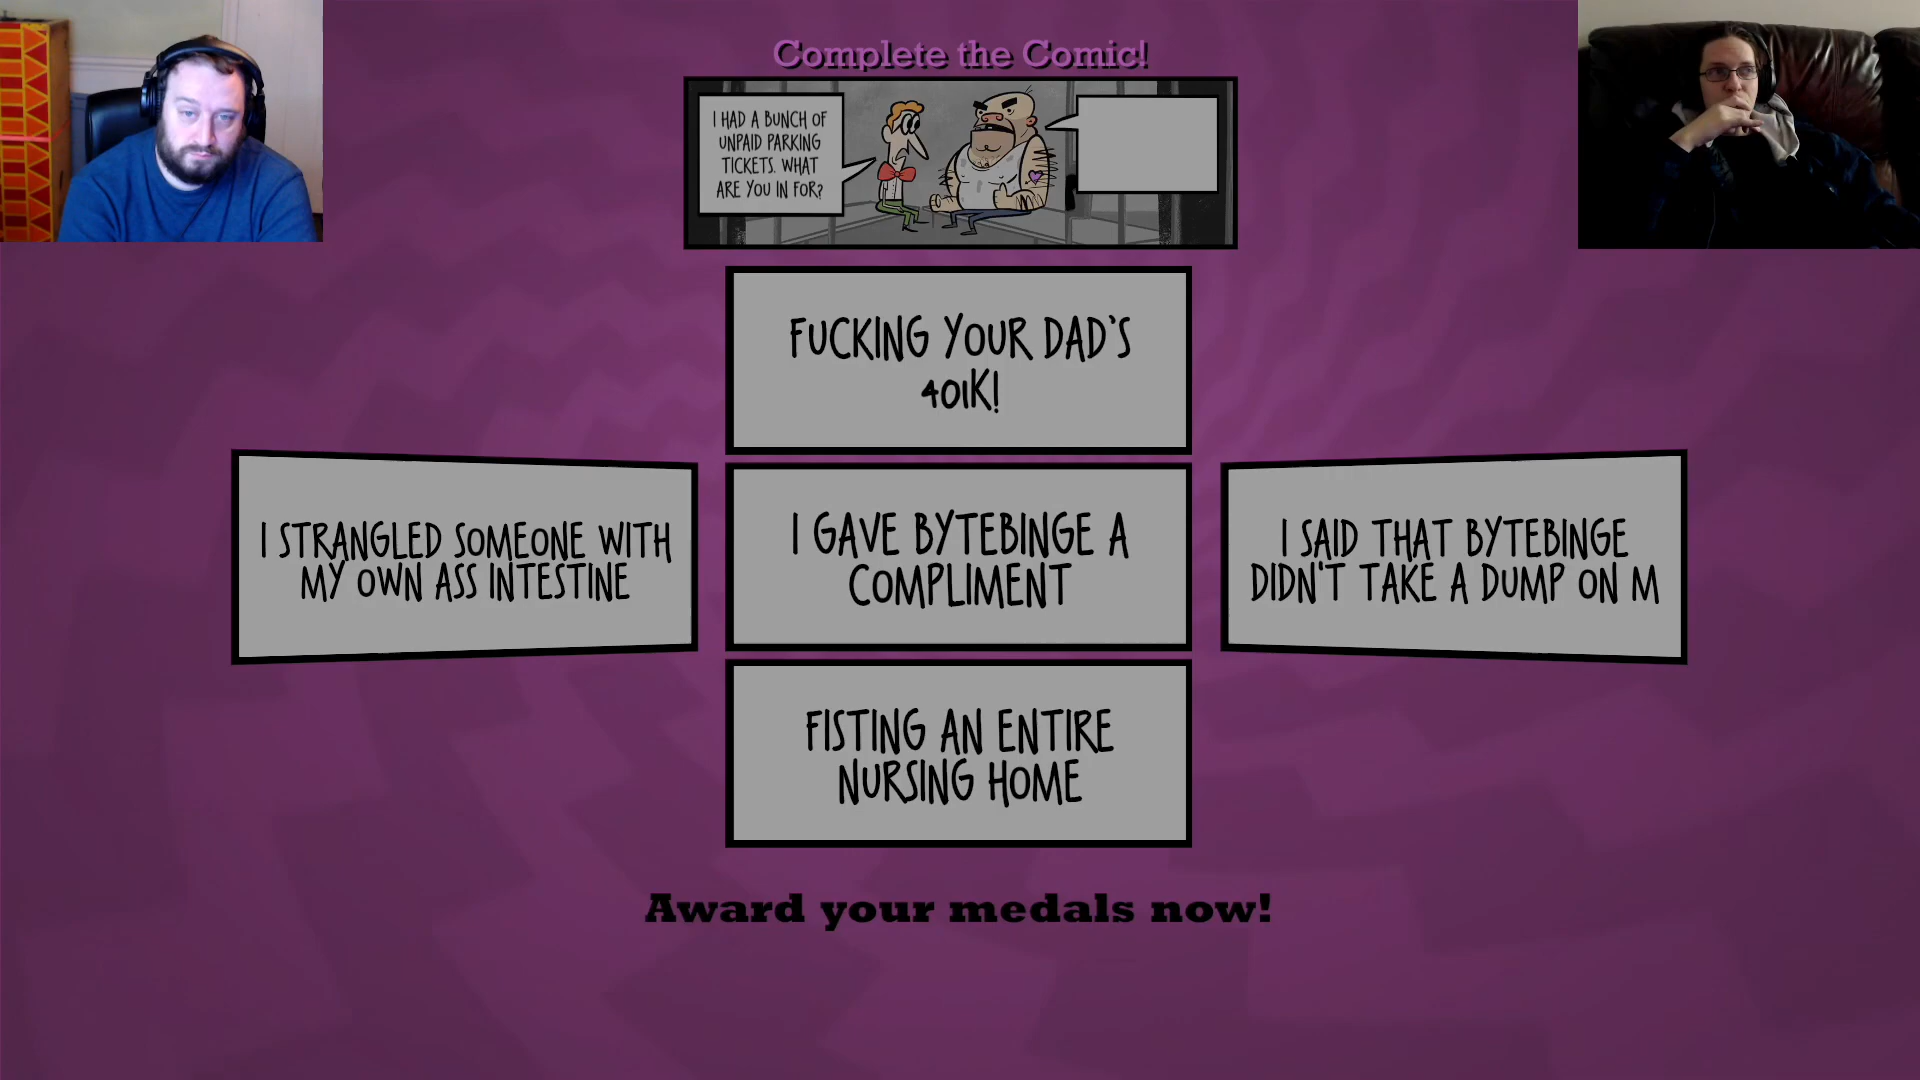 Complete the Comic!
I HAD A BUNCH OF
UNPAID PARKING
TICKETS. WHAT
ARE YOU IN FOR?
FUCKING YOUR DAD'S
401K!
I STRANGLED SOMEONE WITH
MY OWN ASS INTESTINE
I GAVE BYTEBINGE A
COMPLIMENT
I SAID THAT BYTEBINGE
DIDN'T TAKE A DUMP ON M
FISTING AN ENTIRE
NURSING HOME
Award your medals now!